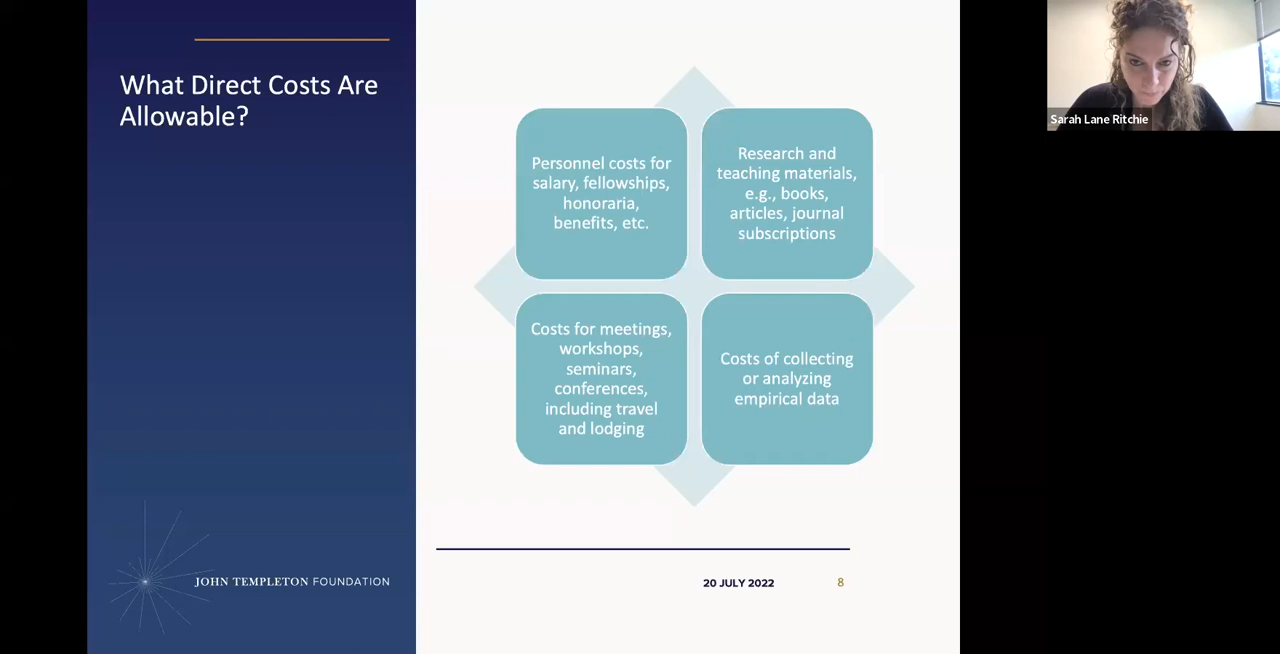 What Direct Costs Are
Allowable?
Personnel costs for
salary, fellowships,
honoraria,
benefits, etc.
Research and
teaching materials,
e.g., books,
articles, journal
subscriptions
Costs for meetings,
workshops,
seminars,
conferences,
including travel
and lodging
Costs of collecting
or analyzing
empirical data
JOHN TEMPLETON FOUNDATION
20 JULY 2022
8
Sarah Lane Ritchie